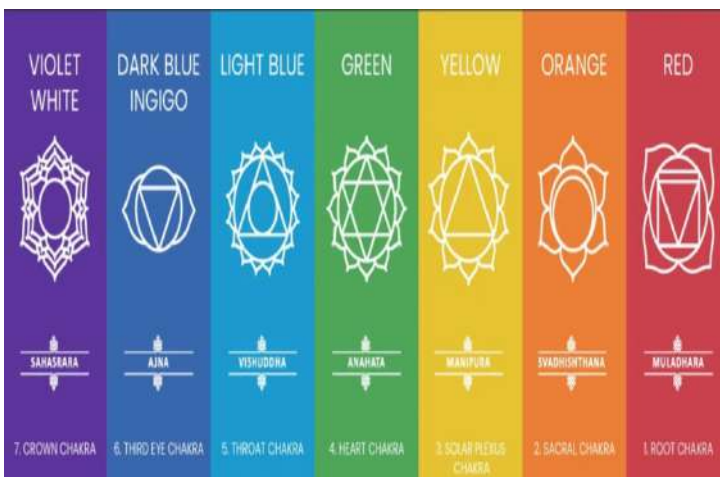 VIOLET
WHITE
DARK BLUE
INGIGO
LIGHT BLUE
GREEN
YELLOW
ORANGE
RED
SAHASRARA
AJNA
VISHUDDHA
ANAHATA
MANIPURA
SVADHISHTHANA
MULADHARA
7. CROWN CHAKRA
6. THIRD EYE CHAKRA
5. THROAT CHAKRA
4. HEART CHAKRA
3. SOLAR PLEXUS
CHAKRA
2. SACRAL CHAKRA
1. ROOT CHAKRA